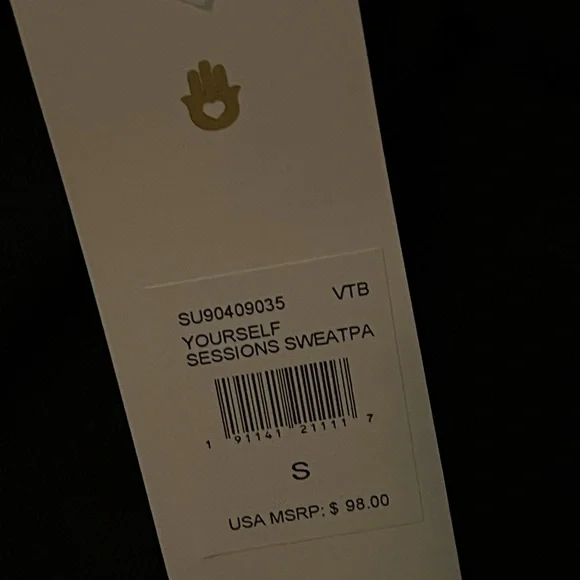 SU90409035 VTB
YOURSELF
SESSIONS SWEATPA
1 91141 21111 7
S
USA MSRP: $ 98.00